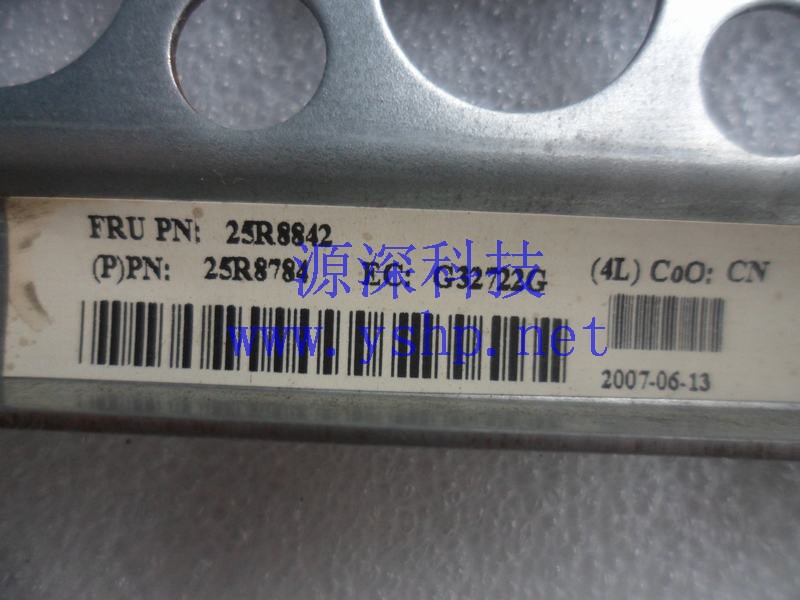 FRU PN: 25R8842
(P)PN: 25R8784 EC: G32722G (4L) CoO: CN
源深科技
www.yshp.net
2007-06-13